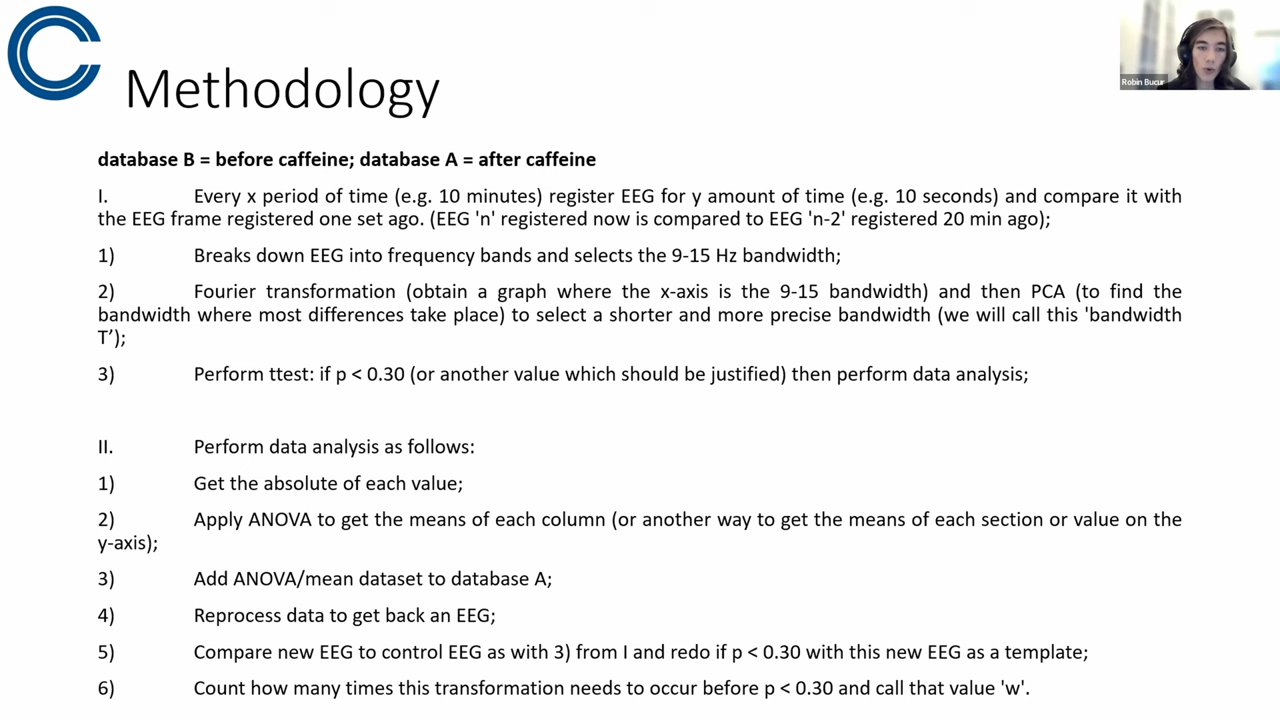 Methodology
Robin Bucur
database B = before caffeine; database A = after caffeine
I. Every x period of time (e.g. 10 minutes) register EEG for y amount of time (e.g. 10 seconds) and compare it with
the EEG frame registered one set ago. (EEG 'n' registered now is compared to EEG 'n-2' registered 20 min ago);
1) Breaks down EEG into frequency bands and selects the 9-15 Hz bandwidth;
2) Fourier transformation (obtain a graph where the x-axis is the 9-15 bandwidth) and then PCA (to find the
bandwidth where most differences take place) to select a shorter and more precise bandwidth (we will call this 'bandwidth
T’);
3) Perform ttest: if p < 0.30 (or another value which should be justified) then perform data analysis;
II. Perform data analysis as follows:
1) Get the absolute of each value;
2) Apply ANOVA to get the means of each column (or another way to get the means of each section or value on the
y-axis);
3) Add ANOVA/mean dataset to database A;
4) Reprocess data to get back an EEG;
5) Compare new EEG to control EEG as with 3) from I and redo if p < 0.30 with this new EEG as a template;
6) Count how many times this transformation needs to occur before p < 0.30 and call that value 'w'.